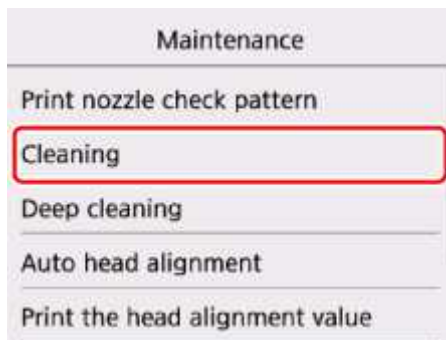 Maintenance
Print nozzle check pattern
Cleaning
Deep cleaning
Auto head alignment
Print the head alignment value